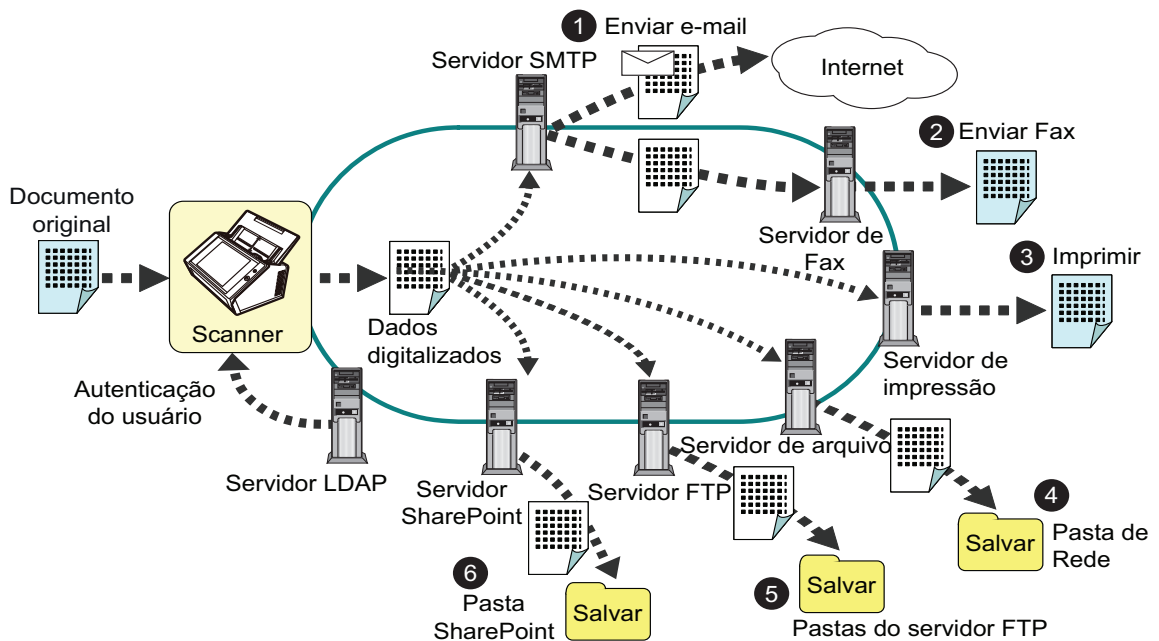 1 Enviar e-mail
Servidor SMTP
Internet
2 Enviar Fax
Documento
original
Servidor de
Fax
3 Imprimir
Scanner
Dados
digitalizados
Servidor de
impressão
Autenticação
do usuário
Servidor de arquivo
Servidor LDAP
Servidor
SharePoint
Servidor FTP
4
Salvar
Pasta de
Rede
6
Pasta
SharePoint
Salvar
5
Salvar
Pastas do servidor FTP